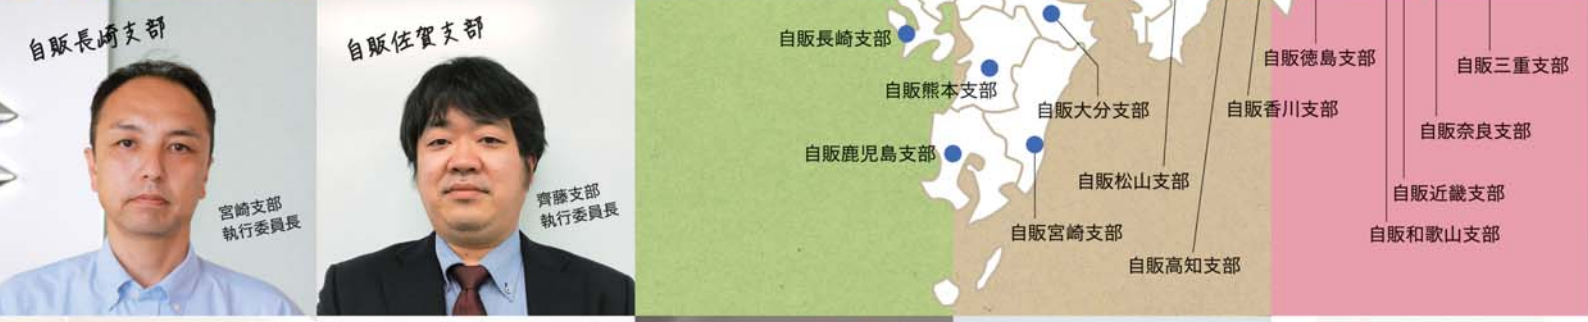 自販長崎支部
宮崎支部
執行委員長
自販佐賀支部
齊藤支部
執行委員長
自販長崎支部
自販熊本支部
自販大分支部
自販鹿児島支部
自販宮崎支部
自販松山支部
自販高知支部
自販香川支部
自販徳島支部
自販三重支部
自販奈良支部
自販近畿支部
自販和歌山支部